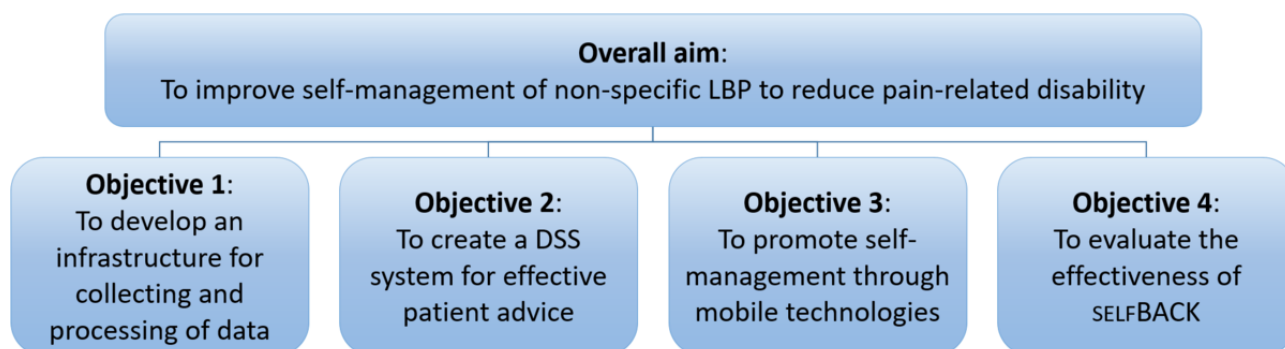 Overall aim:
To improve self-management of non-specific LBP to reduce pain-related disability
Objective 1:
To develop an
infrastructure for
collecting and
processing of data
Objective 2:
To create a DSS
system for effective
patient advice
Objective 3:
To promote self-
management through
mobile technologies
Objective 4:
To evaluate the
effectiveness of
SELFBACK